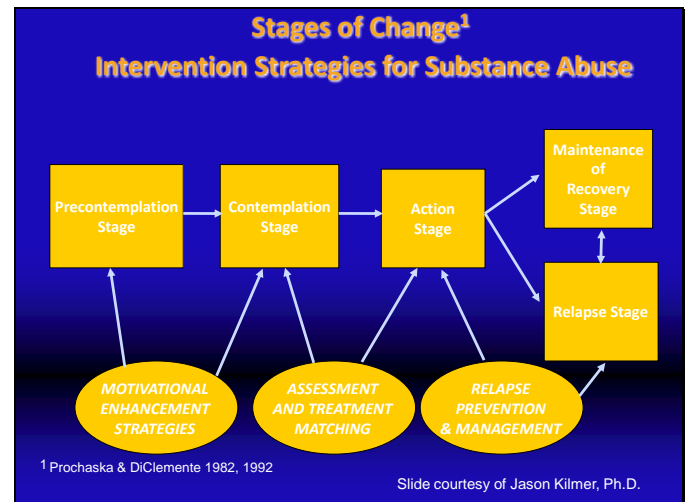 Stages of Change¹
Intervention Strategies for Substance Abuse
Precontemplation
Stage
Contemplation
Stage
Action
Stage
Maintenance
of
Recovery
Stage
Relapse Stage
MOTIVATIONAL
ENHANCEMENT
STRATEGIES
ASSESSMENT
AND TREATMENT
MATCHING
RELAPSE
PREVENTION
& MANAGEMENT
¹ Prochaska & DiClemente 1982, 1992
Slide courtesy of Jason Kilmer, Ph.D.